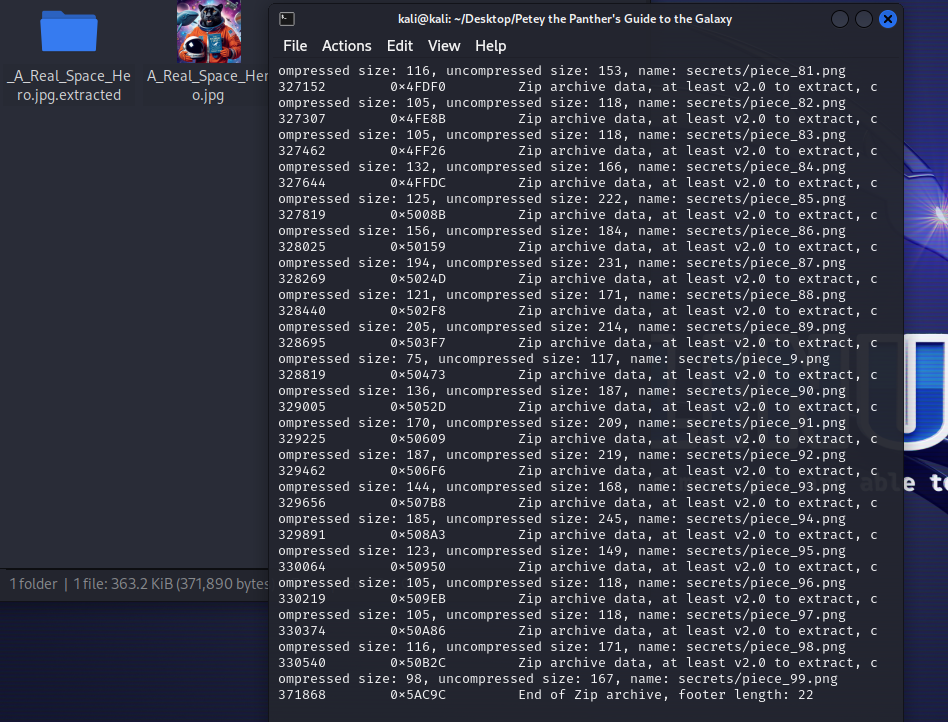 _A_Real_Space_He
ro.jpg.extracted
A_Real_Space_Her
o.jpg
1 folder | 1 file: 363.2 KiB (371,890 bytes
kali@kali: ~/Desktop/Petey the Panther's Guide to the Galaxy
File Actions Edit View Help
ompressed size: 116, uncompressed size: 153, name: secrets/piece_81.png
327152 0×4FDF0 Zip archive data, at least v2.0 to extract, c
ompressed size: 105, uncompressed size: 118, name: secrets/piece_82.png
327307 0×4FE8B Zip archive data, at least v2.0 to extract, c
ompressed size: 105, uncompressed size: 118, name: secrets/piece_83.png
327462 0×4FF26 Zip archive data, at least v2.0 to extract, c
ompressed size: 132, uncompressed size: 166, name: secrets/piece_84.png
327644 0×4FFDC Zip archive data, at least v2.0 to extract, c
ompressed size: 125, uncompressed size: 222, name: secrets/piece_85.png
327819 0×5008B Zip archive data, at least v2.0 to extract, c
ompressed size: 156, uncompressed size: 184, name: secrets/piece_86.png
328025 0×50159 Zip archive data, at least v2.0 to extract, c
ompressed size: 194, uncompressed size: 231, name: secrets/piece_87.png
328269 0×5024D Zip archive data, at least v2.0 to extract, c
ompressed size: 121, uncompressed size: 171, name: secrets/piece_88.png
328440 0×502F8 Zip archive data, at least v2.0 to extract, c
ompressed size: 205, uncompressed size: 214, name: secrets/piece_89.png
328695 0×503F7 Zip archive data, at least v2.0 to extract, c
ompressed size: 75, uncompressed size: 117, name: secrets/piece_9.png
328819 0×50473 Zip archive data, at least v2.0 to extract, c
ompressed size: 136, uncompressed size: 187, name: secrets/piece_90.png
329005 0×5052D Zip archive data, at least v2.0 to extract, c
ompressed size: 170, uncompressed size: 209, name: secrets/piece_91.png
329225 0×50609 Zip archive data, at least v2.0 to extract, c
ompressed size: 187, uncompressed size: 219, name: secrets/piece_92.png
329462 0×506F6 Zip archive data, at least v2.0 to extract, c
ompressed size: 144, uncompressed size: 168, name: secrets/piece_93.png
329656 0×507B8 Zip archive data, at least v2.0 to extract, c
ompressed size: 185, uncompressed size: 245, name: secrets/piece_94.png
329891 0×508A3 Zip archive data, at least v2.0 to extract, c
ompressed size: 123, uncompressed size: 149, name: secrets/piece_95.png
330064 0×50950 Zip archive data, at least v2.0 to extract, c
ompressed size: 105, uncompressed size: 118, name: secrets/piece_96.png
330219 0×509EB Zip archive data, at least v2.0 to extract, c
ompressed size: 105, uncompressed size: 118, name: secrets/piece_97.png
330374 0×50A86 Zip archive data, at least v2.0 to extract, c
ompressed size: 116, uncompressed size: 171, name: secrets/piece_98.png
330540 0×50B2C Zip archive data, at least v2.0 to extract, c
ompressed size: 98, uncompressed size: 167, name: secrets/piece_99.png
371868 0×5AC9C End of Zip archive, footer length: 22
U
able